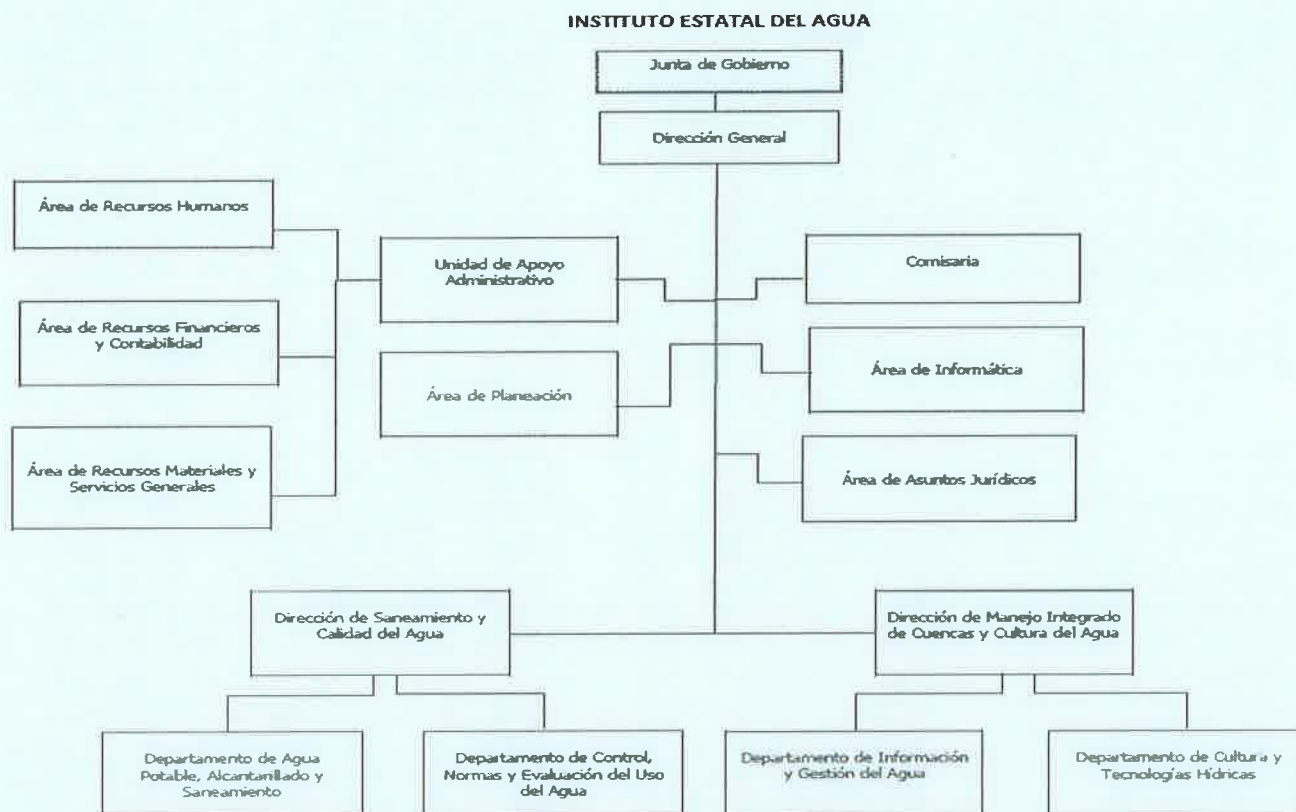 INSTITUTO ESTATAL DEL AGUA
Junta de Gobierno
Dirección General
Área de Recursos Humanos
Unidad de Apoyo
Administrativo
Comisaria
Área de Recursos Financieros
y Contabilidad
Área de Planeación
Área de Informática
Área de Recursos Materiales y
Servicios Generales
Área de Asuntos Jurídicos
Dirección de Saneamiento y
Calidad del Agua
Dirección de Manejo Integrado
de Cuencas y Cultura del Agua
Departamento de Agua
Potable, Alcantarillado y
Saneamiento
Departamento de Control,
Normas y Evaluación del Uso
del Agua
Departamento de Información
y Gestión del Agua
Departamento de Cultura y
Tecnologías Hídricas